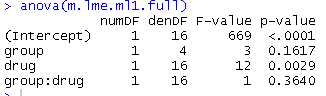 > anova(m.lme.ml1.full)
numDF denDF F-value p-value
(Intercept) 1 16 669 <.0001
group 1 4 3 0.1617
drug 1 16 12 0.0029
group:drug 1 16 1 0.3640
>